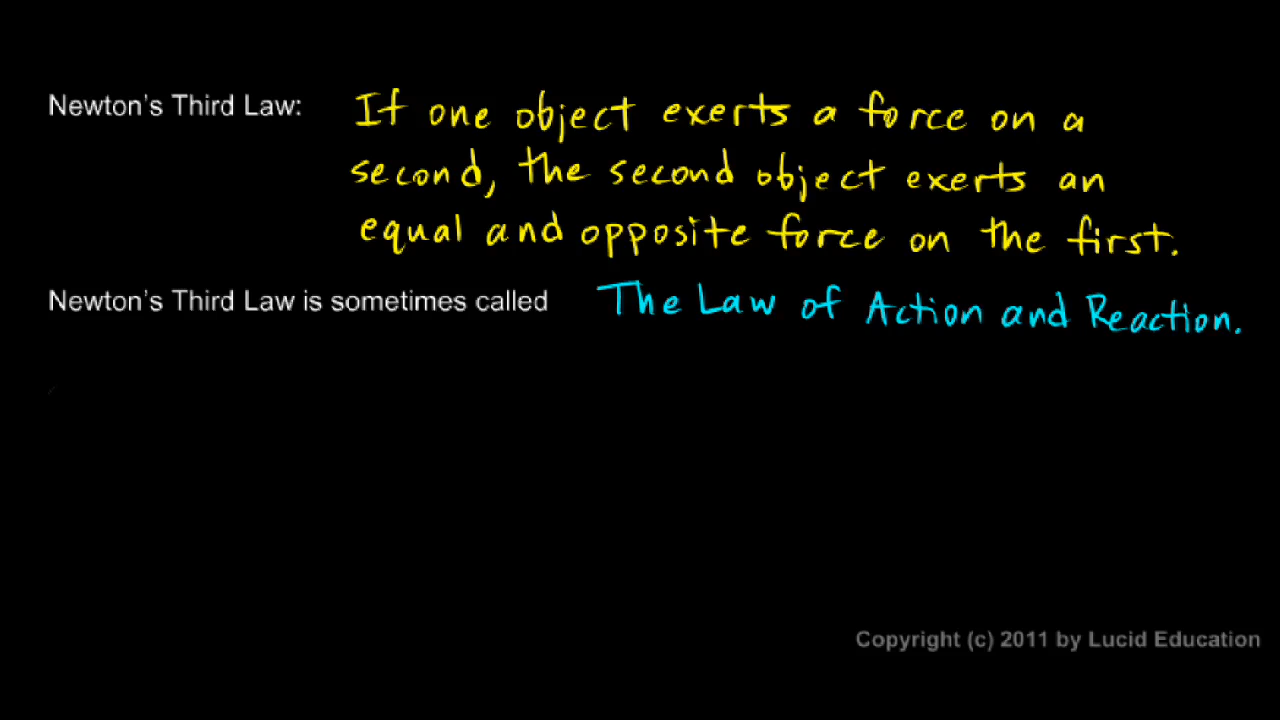 Newton's Third Law: If one object exerts a force on a
second, the second object exerts an
equal and opposite force on the first.
Newton's Third Law is sometimes called The Law of Action and Reaction.
Copyright (c) 2011 by Lucid Education